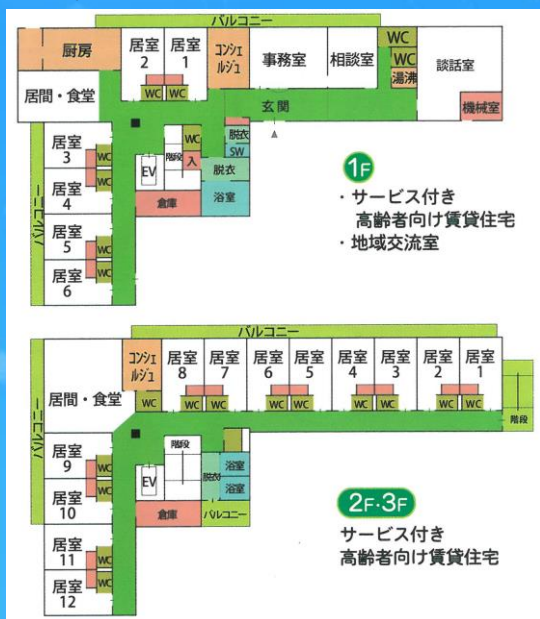 バルコニー
厨房
居室
2
居室
1
コンシェ
ルジュ
事務室
相談室
WC
WC
湯沸
談話室
機械室
WC
WC
居間・食堂
玄関
居室
3
WC
居室
4
WC
居室
5
WC
居室
6
WC
バルコニー
EV
階段
WC
入
脱衣
SW
脱衣
浴室
倉庫
1F
・サービス付き
高齢者向け賃貸住宅
・地域交流室
バルコニー
居間・食堂
コンシェ
ルジュ
WC
居室
8
居室
7
居室
6
居室
5
居室
4
居室
3
居室
2
居室
1
WC
WC
WC
WC
WC
WC
WC
WC
階段
バルコニー
居室
9
WC
居室
10
WC
居室
11
WC
居室
12
WC
EV
階段
脱衣
浴室
浴室
倉庫
バルコニー
2F・3F
サービス付き
高齢者向け賃貸住宅